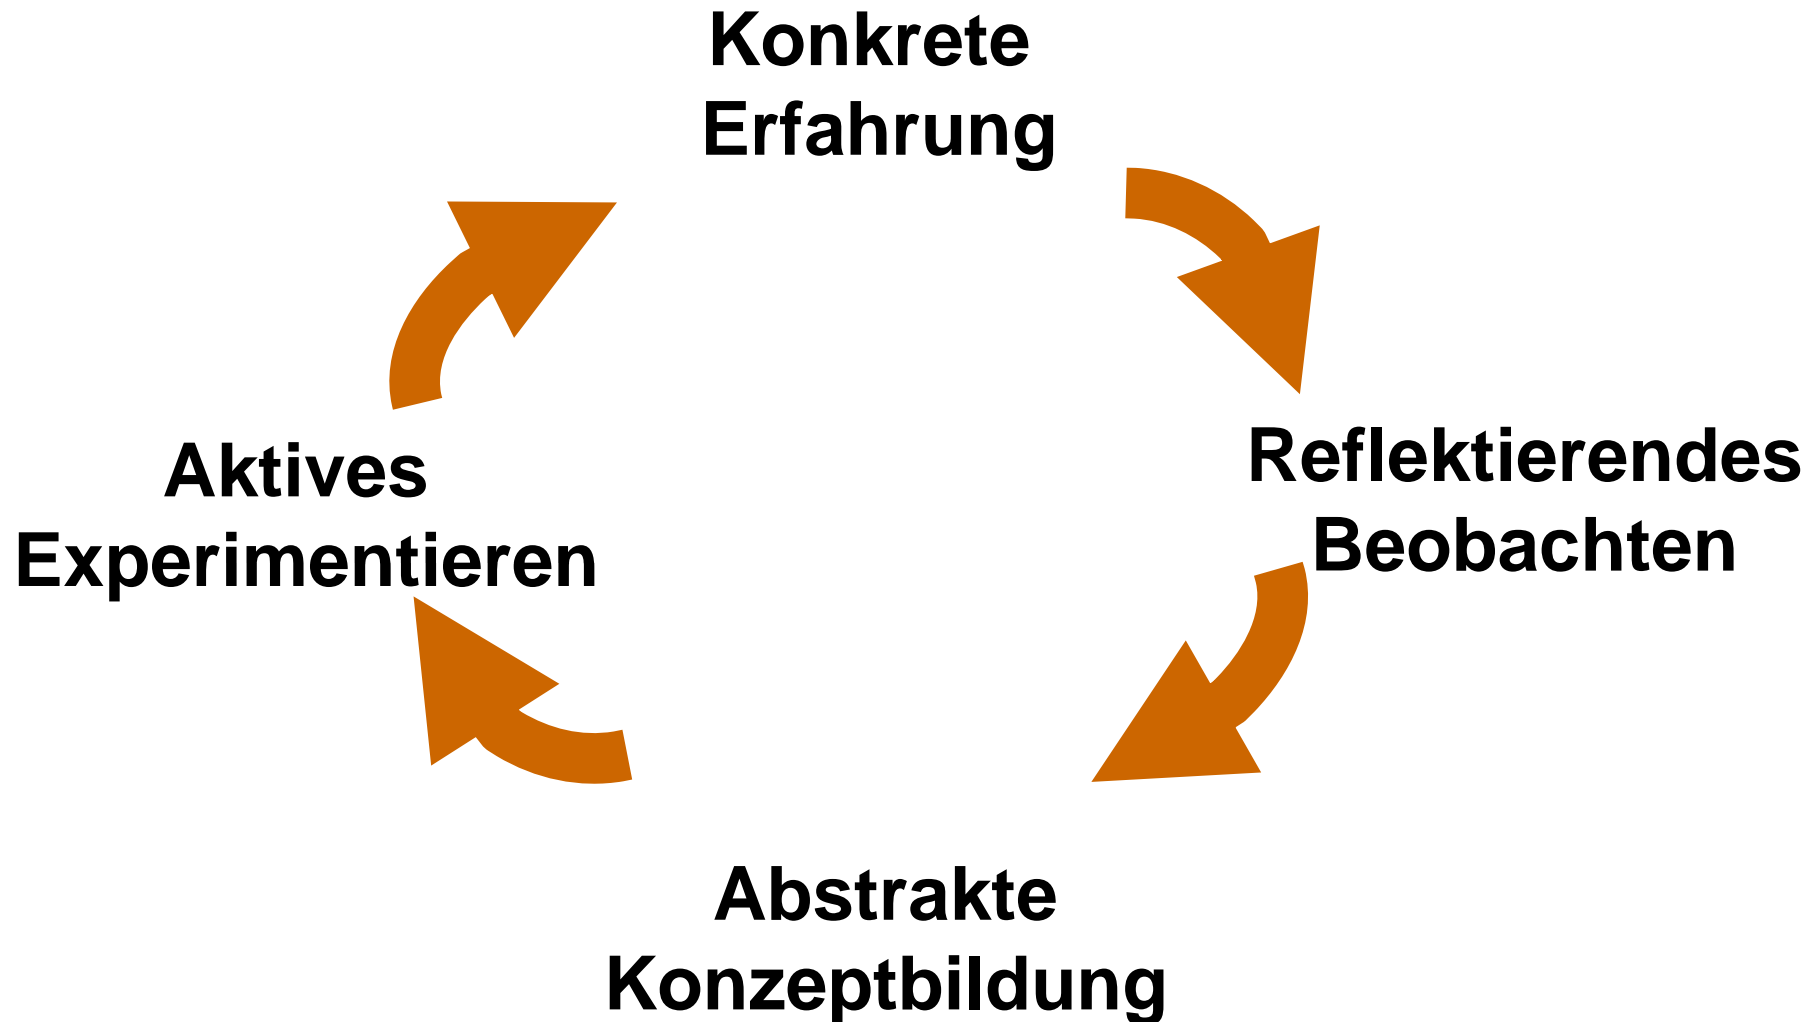 Konkrete
Erfahrung
Reflektierendes
Beobachten
Abstrakte
Konzeptbildung
Aktives
Experimentieren